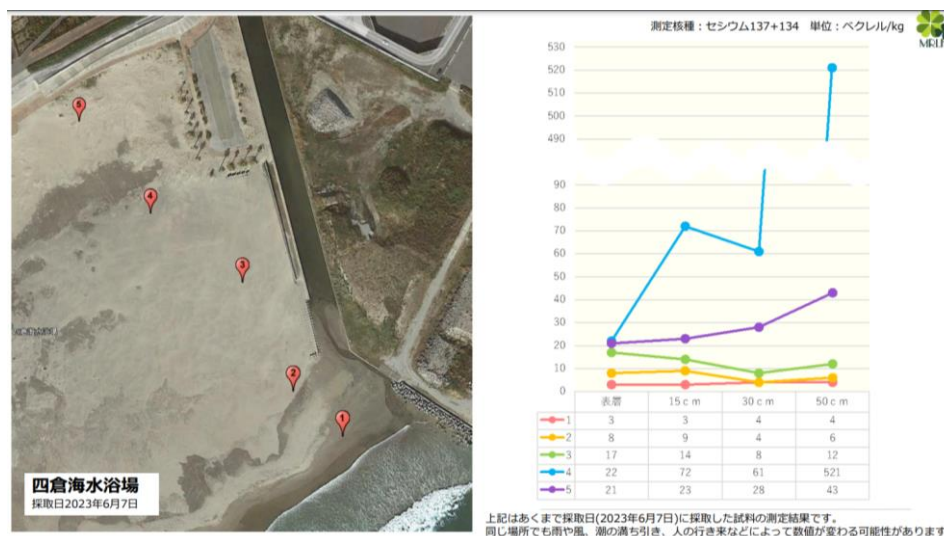 測定核種：セシウム137+134　単位：ベクレル/kg
MRLF
5
4
3
2
1
四倉海水浴場
採取日2023年6月7日
530
520
510
500
490
90
80
70
60
50
40
30
20
10
0
表層 15ｃｍ 30ｃｍ 50ｃｍ
1 3 3 4 4
2 8 9 4 6
3 17 14 8 12
4 22 72 61 521
5 21 23 28 43
上記はあくまで採取日(2023年6月7日)に採取した試料の測定結果です。
同じ場所でも雨や風、潮の満ち引き、人の行き来などによって数値が変わる可能性があります